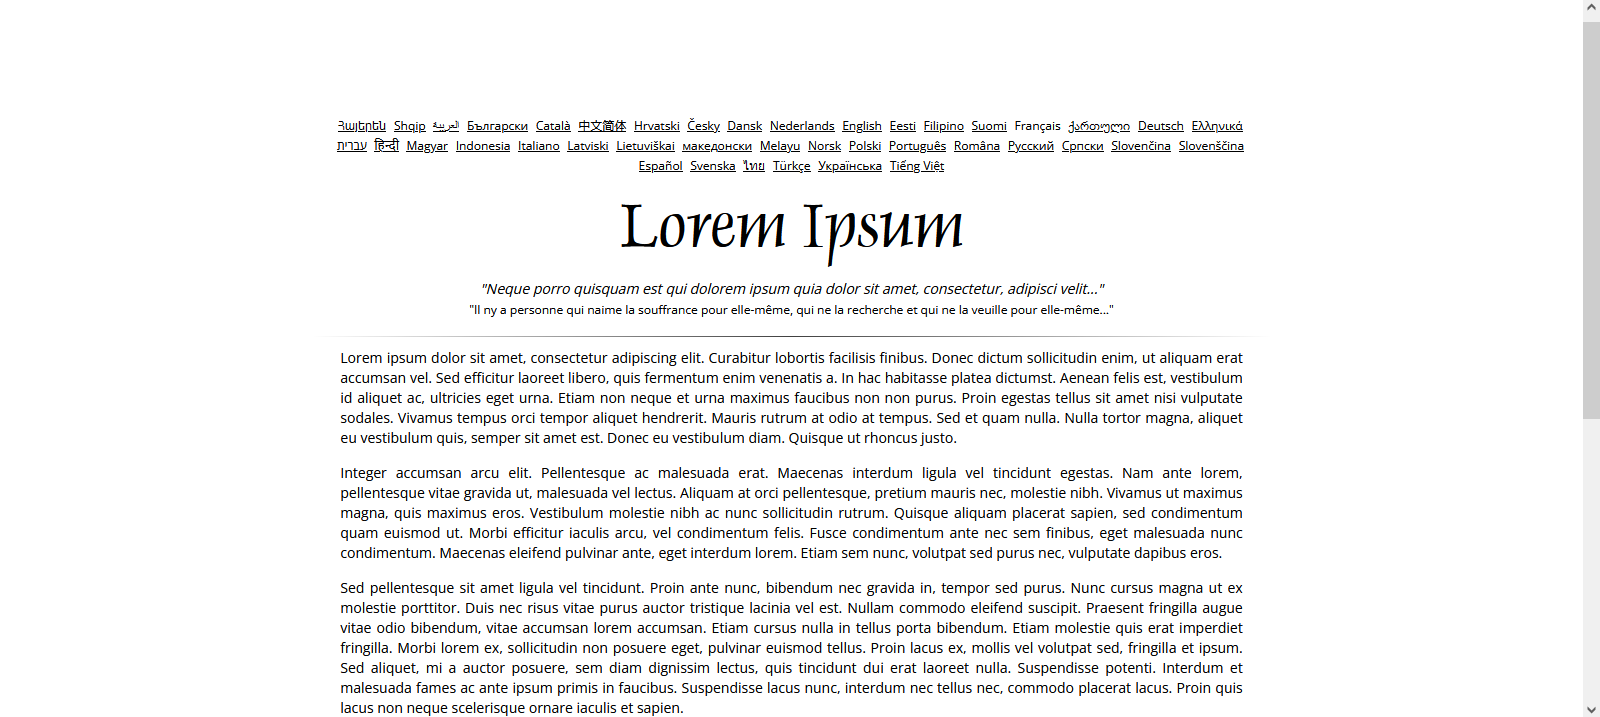 Հայերեն Shqip العربية Български Català 中文简体 Hrvatski Česky Dansk Nederlands English Eesti Filipino Suomi Français ქართული Deutsch Ελληνικά
עברית हिन्दी Magyar Indonesia Italiano Latviski Lietuviškai македонски Melayu Norsk Polski Português Româna Pyccкий Српски Slovenčina Slovenščina
Español Svenska ไทย Türkçe Українська Tiếng Việt
Lorem Ipsum
"Neque porro quisquam est qui dolorem ipsum quia dolor sit amet, consectetur, adipisci velit..."
"Il ny a personne qui naime la souffrance pour elle-même, qui ne la recherche et qui ne la veuille pour elle-même..."
Lorem ipsum dolor sit amet, consectetur adipiscing elit. Curabitur lobortis facilisis finibus. Donec dictum sollicitudin enim, ut aliquam erat
accumsan vel. Sed efficitur laoreet libero, quis fermentum enim venenatis a. In hac habitasse platea dictumst. Aenean felis est, vestibulum
id aliquet ac, ultricies eget urna. Etiam non neque et urna maximus faucibus non non purus. Proin egestas tellus sit amet nisi vulputate
sodales. Vivamus tempus orci tempor aliquet hendrerit. Mauris rutrum at odio at tempus. Sed et quam nulla. Nulla tortor magna, aliquet
eu vestibulum quis, semper sit amet est. Donec eu vestibulum diam. Quisque ut rhoncus justo.
Integer accumsan arcu elit. Pellentesque ac malesuada erat. Maecenas interdum ligula vel tincidunt egestas. Nam ante lorem,
pellentesque vitae gravida ut, malesuada vel lectus. Aliquam at orci pellentesque, pretium mauris nec, molestie nibh. Vivamus ut maximus
magna, quis maximus eros. Vestibulum molestie nibh ac nunc sollicitudin rutrum. Quisque aliquam placerat sapien, sed condimentum
quam euismod ut. Morbi efficitur iaculis arcu, vel condimentum felis. Fusce condimentum ante nec sem finibus, eget malesuada nunc
condimentum. Maecenas eleifend pulvinar ante, eget interdum lorem. Etiam sem nunc, volutpat sed purus nec, vulputate dapibus eros.
Sed pellentesque sit amet ligula vel tincidunt. Proin ante nunc, bibendum nec gravida in, tempor sed purus. Nunc cursus magna ut ex
molestie porttitor. Duis nec risus vitae purus auctor tristique lacinia vel est. Nullam commodo eleifend suscipit. Praesent fringilla augue
vitae odio bibendum, vitae accumsan lorem accumsan. Etiam cursus nulla in tellus porta bibendum. Etiam molestie quis erat imperdiet
fringilla. Morbi lorem ex, sollicitudin non posuere eget, pulvinar euismod tellus. Proin lacus ex, mollis vel volutpat sed, fringilla et ipsum.
Sed aliquet, mi a auctor posuere, sem diam dignissim lectus, quis tincidunt dui erat laoreet nulla. Suspendisse potenti. Interdum et
malesuada fames ac ante ipsum primis in faucibus. Suspendisse lacus nunc, interdum nec tellus nec, commodo placerat lacus. Proin quis
lacus non neque scelerisque ornare iaculis et sapien.